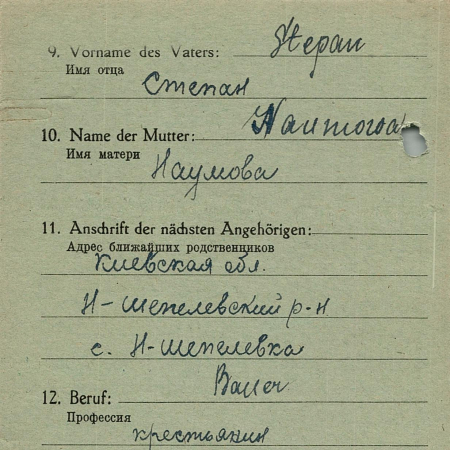 9. Vorname des Vaters: Stepan
Имя отца
Степан
10. Name der Mutter:
Имя матери
Наумова
11. Anschrift der nächsten Angehörigen:
Адрес ближайших родственников
Киевская обл.
Н-шепелевский р-н
с. Н-шепелевка
12. Beruf: Bauer
Профессия
крестьянин